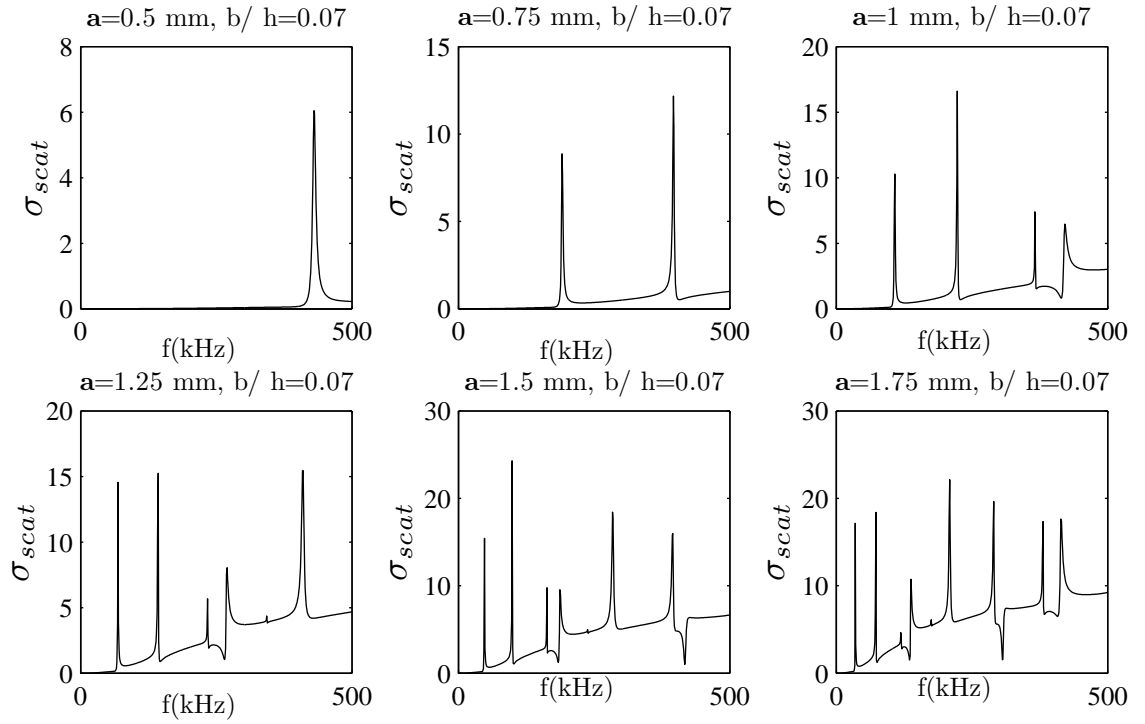 a=0.5 mm, b/ h=0.07
8
6
4
2
0
σscat
0
500
f(kHz)
a=0.75 mm, b/ h=0.07
15
10
5
0
σscat
0
500
f(kHz)
a=1 mm, b/ h=0.07
20
15
10
5
0
σscat
0
500
f(kHz)
a=1.25 mm, b/ h=0.07
20
15
10
5
0
σscat
0
500
f(kHz)
a=1.5 mm, b/ h=0.07
30
20
10
0
σscat
0
500
f(kHz)
a=1.75 mm, b/ h=0.07
30
20
10
0
σscat
0
500
f(kHz)